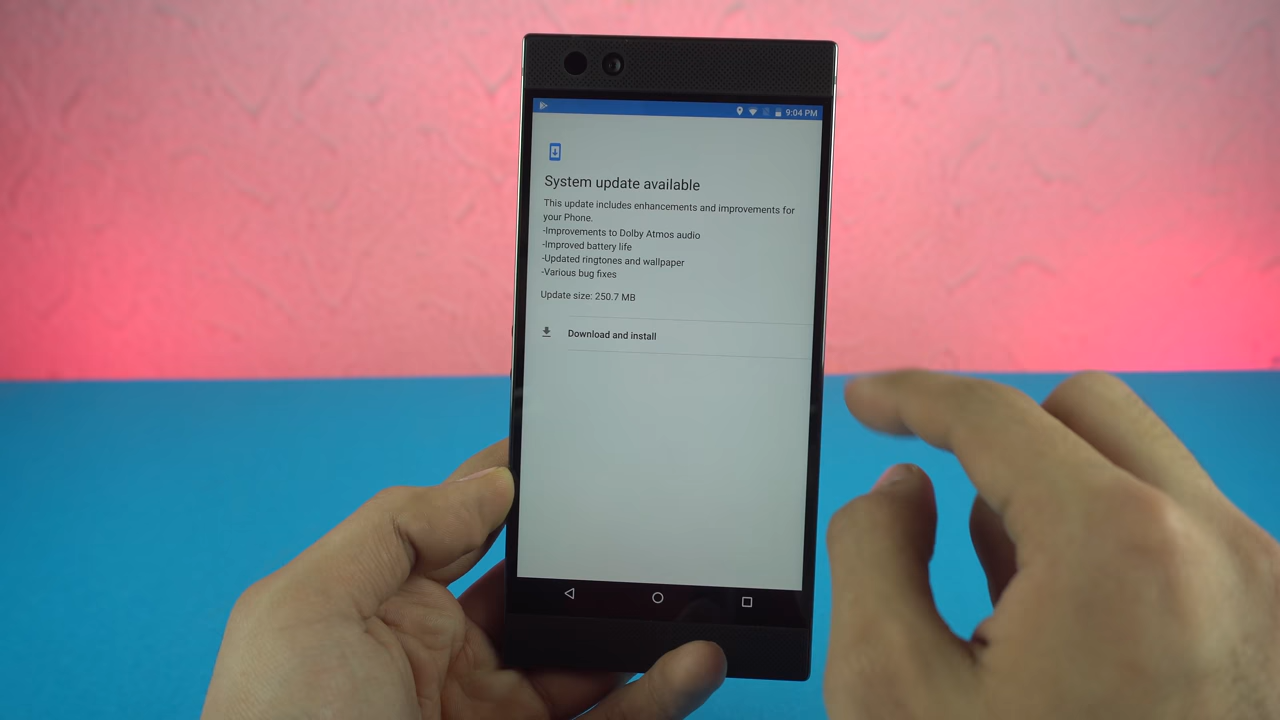 9:04 PM
System update available
This update includes enhancements and improvements for
your Phone.
-Improvements to Dolby Atmos audio
-Improved battery life
-Updated ringtones and wallpaper
-Various bug fixes
Update size: 250.7 MB
Download and install